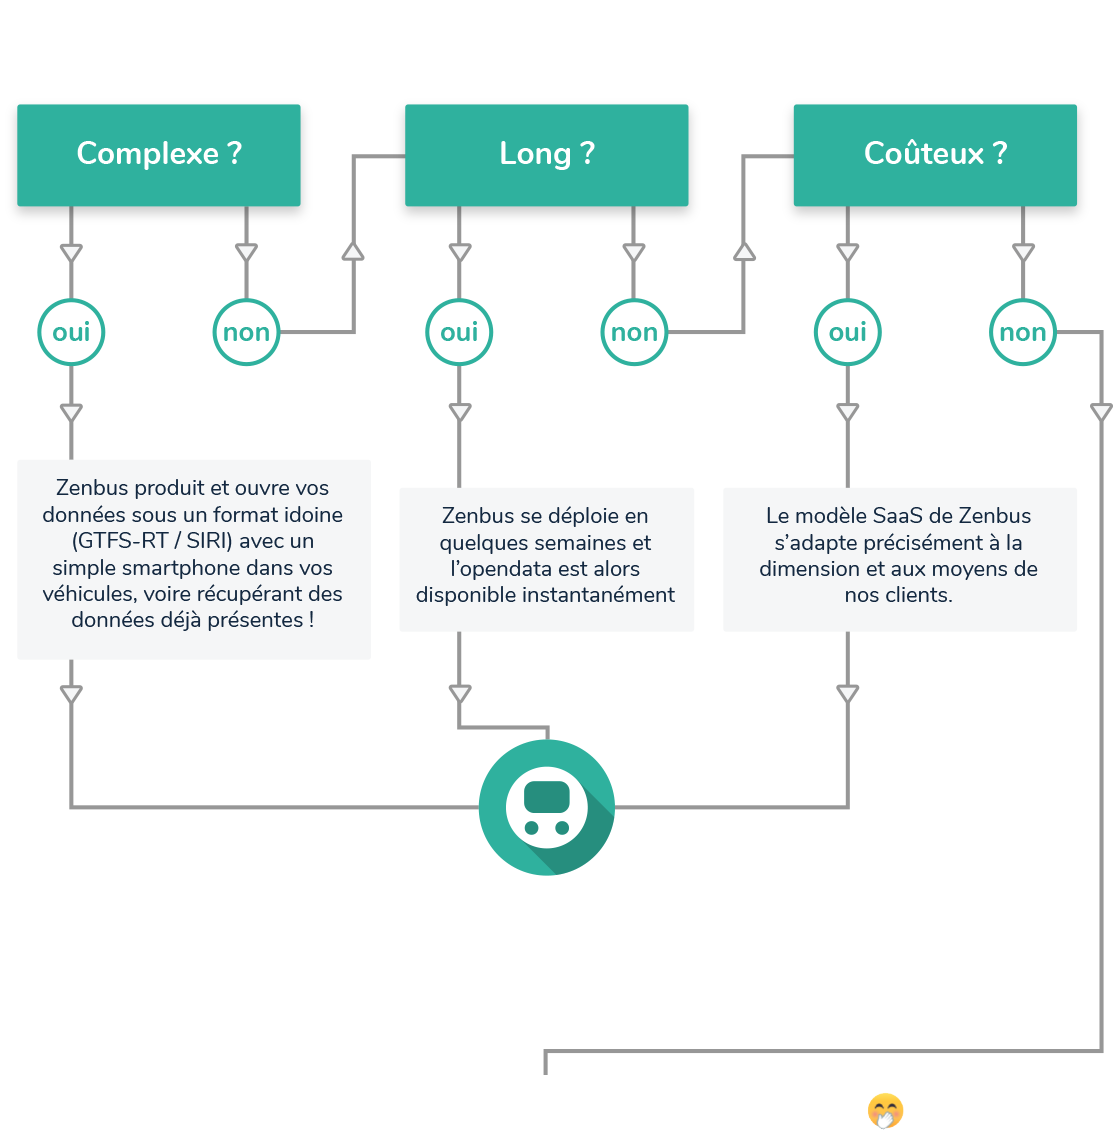 Complexe ?
Long ?
Coûteux ?
oui
non
oui
non
oui
non
Zenbus produit et ouvre vos
données sous un format idoine
(GTFS-RT / SIRI) avec un
simple smartphone dans vos
véhicules, voire récupérant des
données déjà présentes !
Zenbus se déploie en
quelques semaines et
l’opendata est alors
disponible instantanément
Le modèle SaaS de Zenbus
s’adapte précisément à la
dimension et aux moyens de
nos clients.